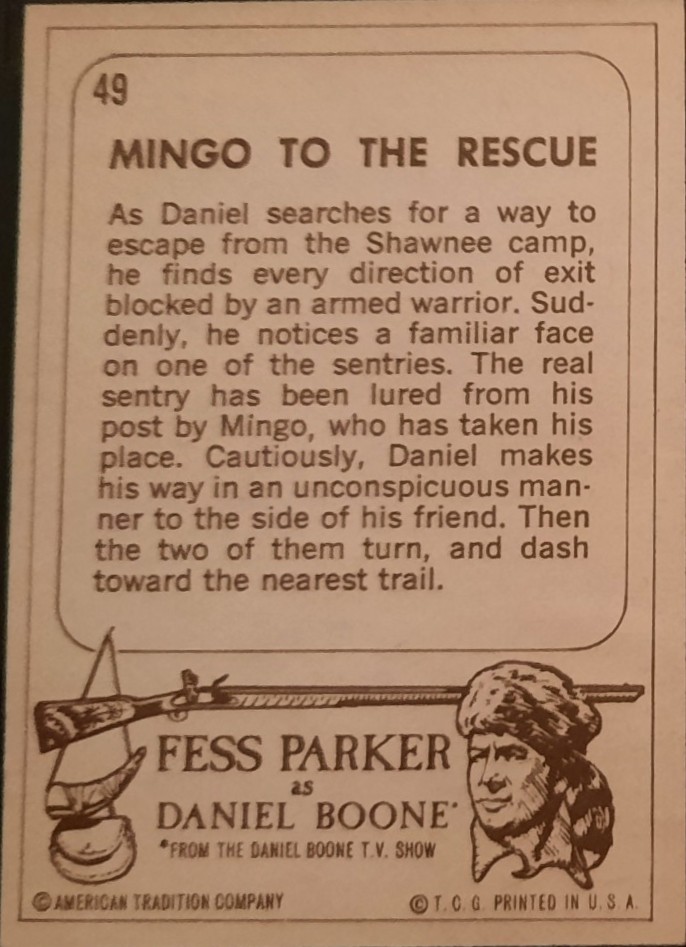 49
MINGO TO THE RESCUE
As Daniel searches for a way to
escape from the Shawnee camp,
he finds every direction of exit
blocked by an armed warrior. Sud-
denly, he notices a familiar face
on one of the sentries. The real
sentry has been lured from his
post by Mingo, who has taken his
place. Cautiously, Daniel makes
his way in an unconspicuous man-
ner to the side of his friend. Then
the two of them turn, and dash
toward the nearest trail.
FESS PARKER
as
DANIEL BOONE*
*FROM THE DANIEL BOONE T.V. SHOW
© AMERICAN TRADITION COMPANY
© T. C. G. PRINTED IN U. S. A.